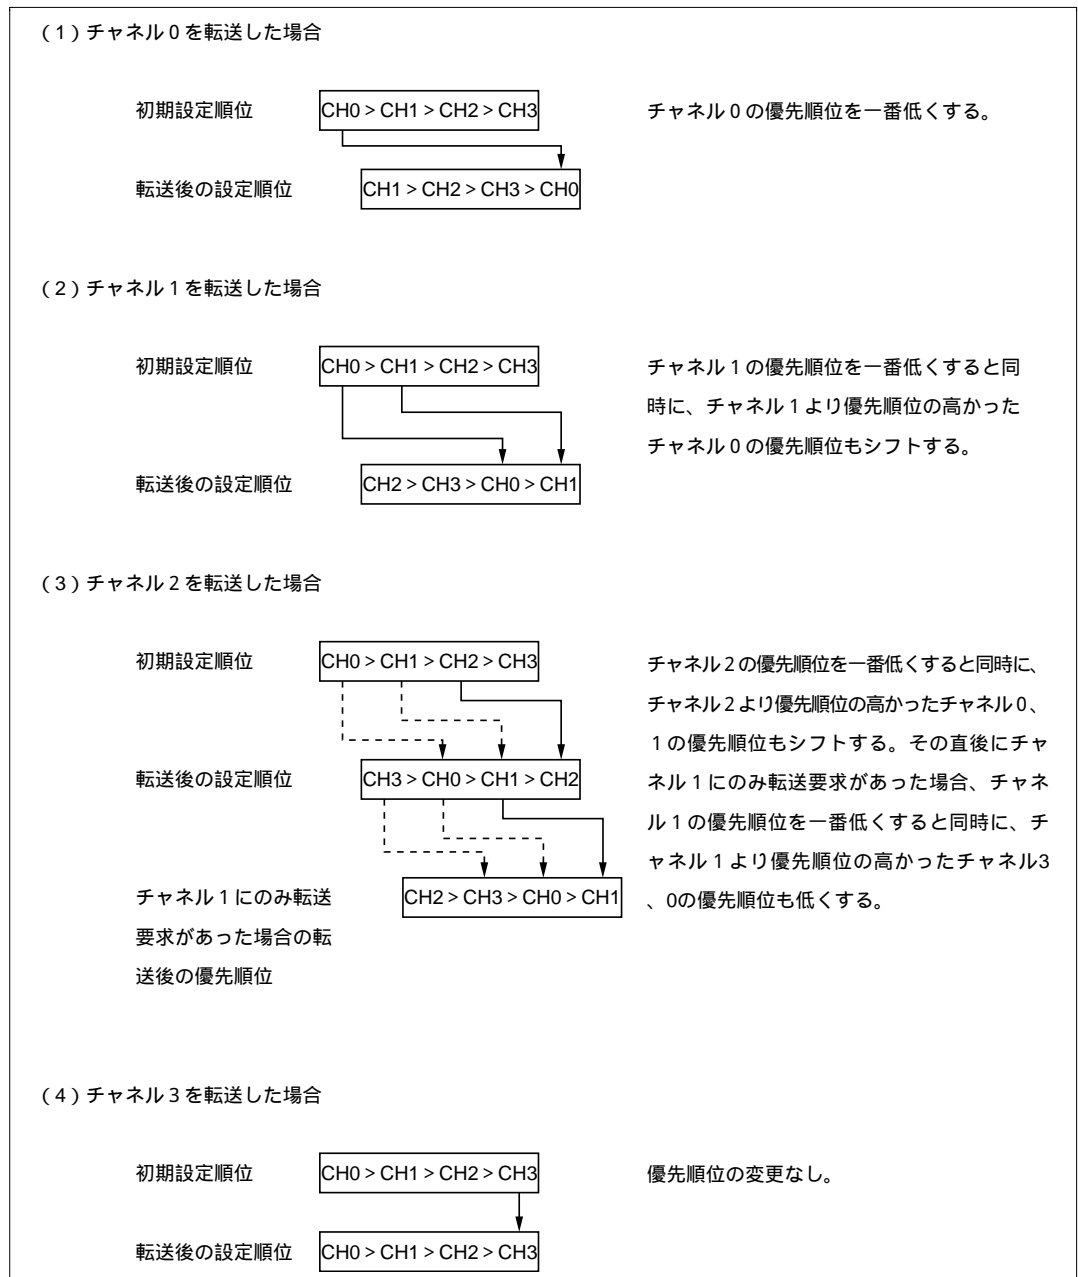 （1）チャネル0を転送した場合
初期設定順位
CH0 > CH1 > CH2 > CH3
チャネル0の優先順位を一番低くする。
転送後の設定順位
CH1 > CH2 > CH3 > CH0
（2）チャネル1を転送した場合
初期設定順位
CH0 > CH1 > CH2 > CH3
チャネル1の優先順位を一番低くすると同
時に、チャネル1より優先順位の高かった
チャネル0の優先順位もシフトする。
転送後の設定順位
CH2 > CH3 > CH0 > CH1
（3）チャネル2を転送した場合
初期設定順位
CH0 > CH1 > CH2 > CH3
チャネル2の優先順位を一番低くすると同時に、
チャネル2より優先順位の高かったチャネル0、
1の優先順位もシフトする。その直後にチャ
ネル1にのみ転送要求があった場合、チャネ
ル1の優先順位を一番低くすると同時に、チ
ャネル1より優先順位の高かったチャネル3
、0の優先順位も低くする。
転送後の設定順位
CH3 > CH0 > CH1 > CH2
チャネル1にのみ転送
要求があった場合の転
送後の優先順位
CH2 > CH3 > CH0 > CH1
（4）チャネル3を転送した場合
初期設定順位
CH0 > CH1 > CH2 > CH3
優先順位の変更なし。
転送後の設定順位
CH0 > CH1 > CH2 > CH3